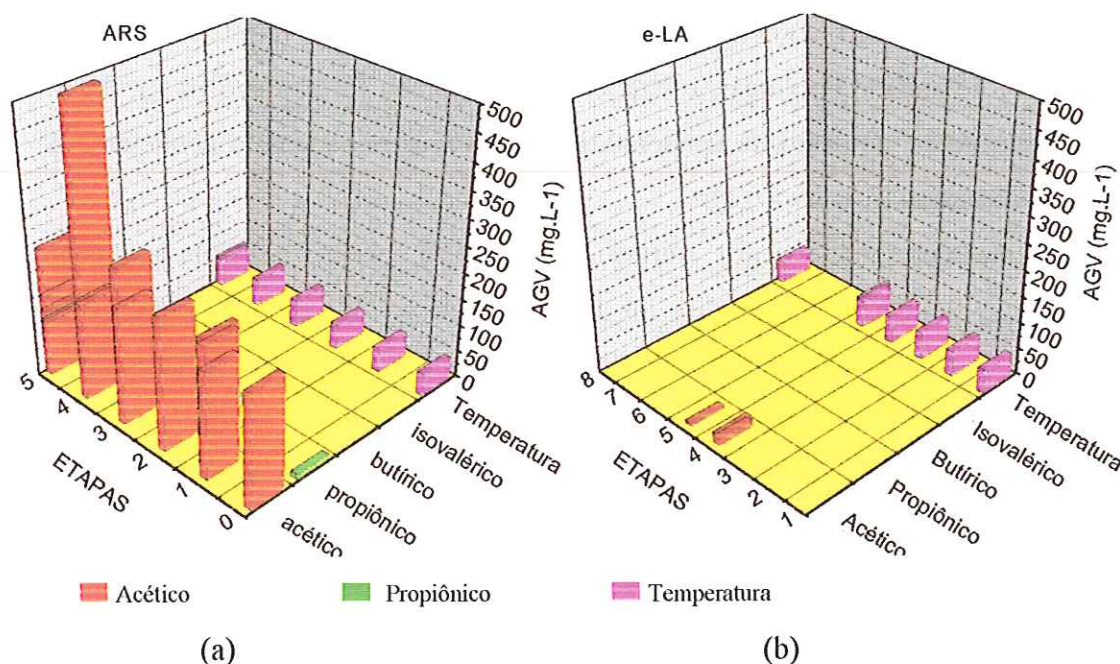 ARS
500
450
400
350
300
250
200
150
100
50
0
AGV (mg.L-1)
5
4
3
2
1
0
ETAPAS
Temperatura
isovalérico
butírico
propiônico
acético
e-LA
500
450
400
350
300
250
200
150
100
50
0
AGV (mg.L-1)
8
7
6
5
4
3
2
1
ETAPAS
Temperatura
Isovalérico
Butírico
Propiônico
Acético
Acético Propiônico Temperatura
(a) (b)